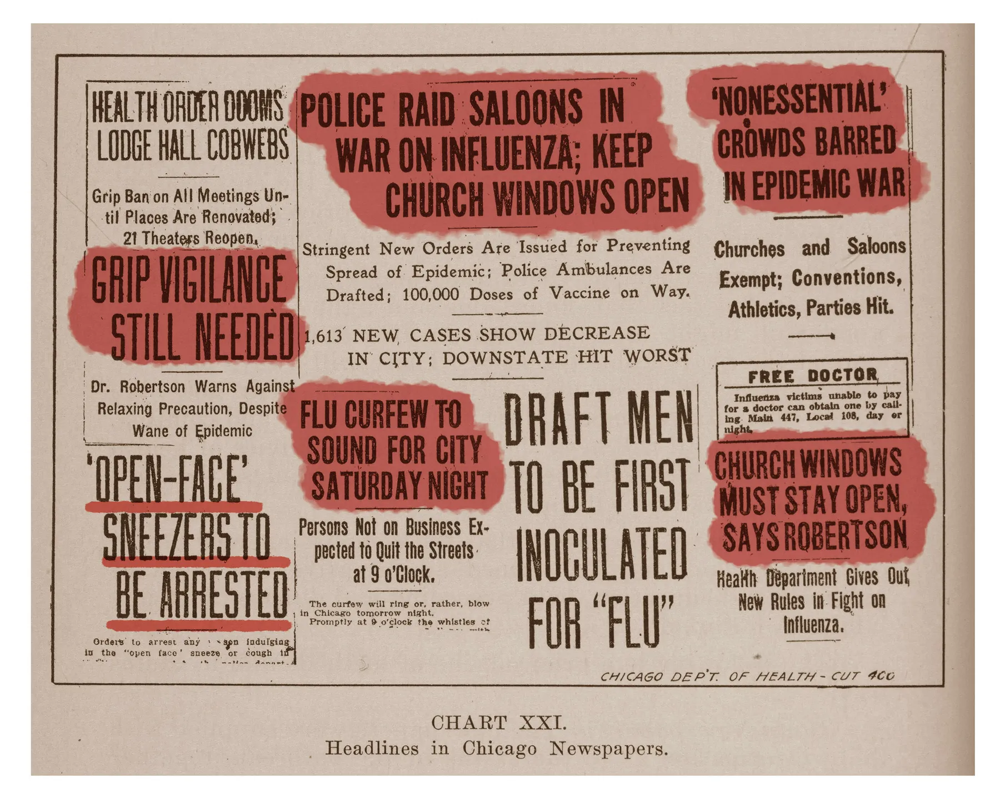 HEALTH ORDER DOOMS
LODGE HALL COBWEBS
Grip Ban on All Meetings Un-
til Places Are Renovated;
21 Theaters Reopen.
GRIP VIGILANCE
STILL NEEDED
Dr. Robertson Warns Against
Relaxing Precaution, Despite
Wane of Epidemic
'OPEN-FACE'
SNEEZERS TO
BE ARRESTED
Orders to arrest any indulging
in the "open face' sneeze or cough in
POLICE RAID SALOONS IN
WAR ON INFLUENZA; KEEP
CHURCH WINDOWS OPEN
Stringent New Orders Are Issued for Preventing
Spread of Epidemic; Police Ambulances Are
Drafted; 100,000 Doses of Vaccine on Way.
1,613 NEW CASES SHOW DECREASE
IN CITY; DOWNSTATE HIT WORST
FLU CURFEW TO
SOUND FOR CITY
SATURDAY NIGHT
Persons Not on Business Ex-
pected to Quit the Streets
at 9 o'Clock.
The curfew will ring or, rather, blow
in Chicago tomorrow night.
Promptly at 9 o'clock the whistles of
DRAFT MEN
TO BE FIRST
INOCULATED
FOR "FLU"
'NONESSENTIAL'
CROWDS BARRED
IN EPIDEMIC WAR
Churches and Saloons
Exempt; Conventions,
Athletics, Parties Hit.
FREE DOCTOR
Influenza victims unable to pay
for a doctor can obtain one by call-
ing Main 447, Local 108, day or
night.
CHURCH WINDOWS
MUST STAY OPEN,
SAYS ROBERTSON
Health Department Gives Out
New Rules in Fight on
Influenza.
CHICAGO DEP'T. OF HEALTH - CUT 400
CHART XXI.
Headlines in Chicago Newspapers.